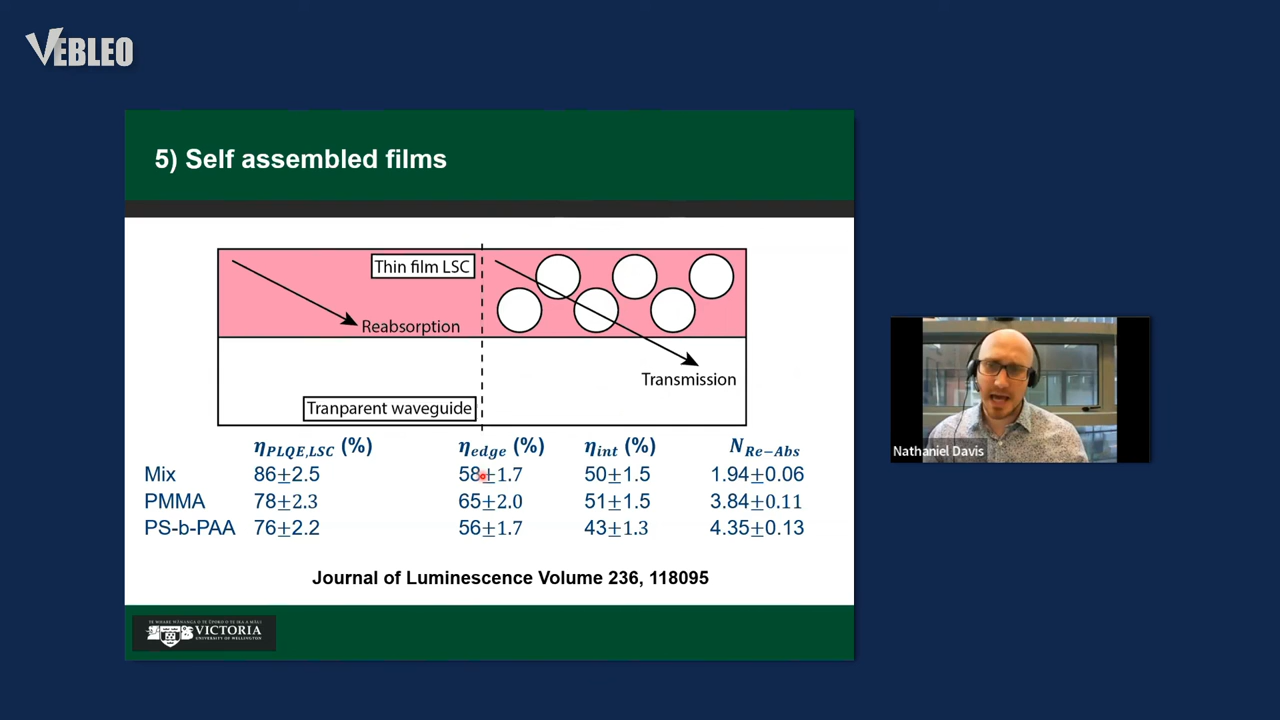 VEBLEO
5) Self assembled films
Thin film LSC
Reabsorption
Transmission
Tranparent waveguide
η_PLQE,LSC (%) η_edge (%) η_int (%) N_Re−Abs
Mix 86±2.5 58±1.7 50±1.5 1.94±0.06
PMMA 78±2.3 65±2.0 51±1.5 3.84±0.11
PS-b-PAA 76±2.2 56±1.7 43±1.3 4.35±0.13
Journal of Luminescence Volume 236, 118095
VICTORIA
UNIVERSITY OF WELLINGTON
Nathaniel Davis